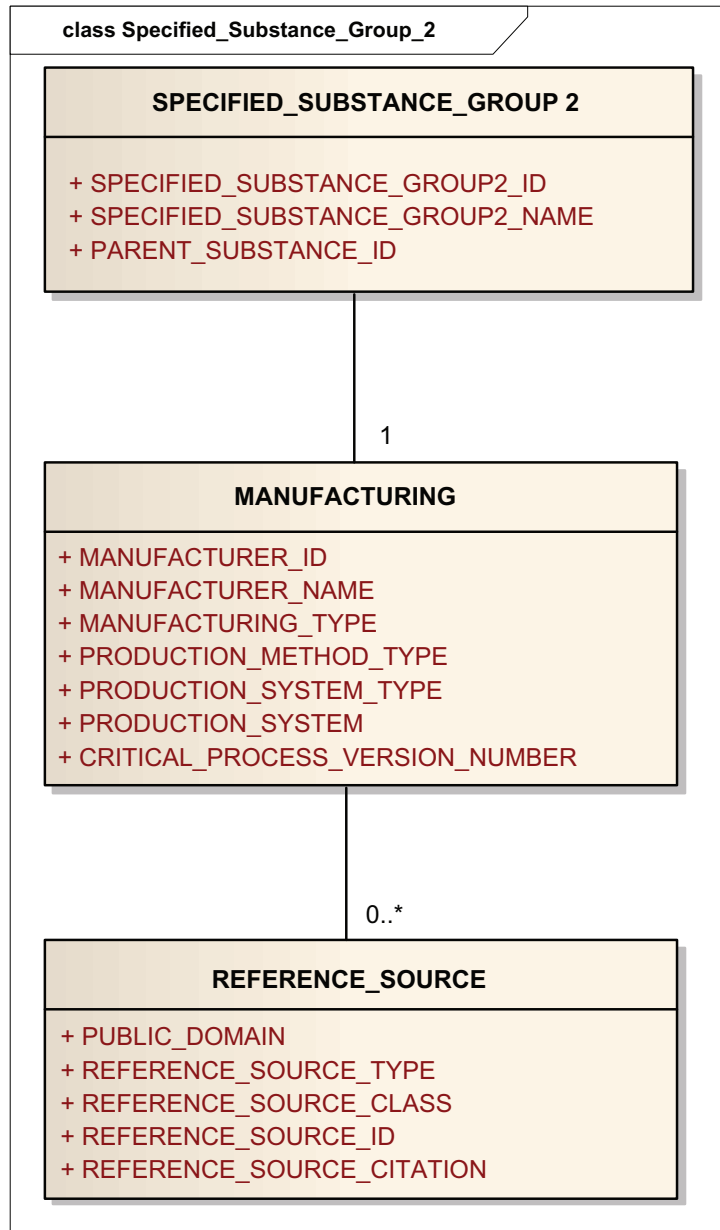 class Specified_Substance_Group_2
SPECIFIED_SUBSTANCE_GROUP 2
+ SPECIFIED_SUBSTANCE_GROUP2_ID
+ SPECIFIED_SUBSTANCE_GROUP2_NAME
+ PARENT_SUBSTANCE_ID
1
MANUFACTURING
+ MANUFACTURER_ID
+ MANUFACTURER_NAME
+ MANUFACTURING_TYPE
+ PRODUCTION_METHOD_TYPE
+ PRODUCTION_SYSTEM_TYPE
+ PRODUCTION_SYSTEM
+ CRITICAL_PROCESS_VERSION_NUMBER
0..*
REFERENCE_SOURCE
+ PUBLIC_DOMAIN
+ REFERENCE_SOURCE_TYPE
+ REFERENCE_SOURCE_CLASS
+ REFERENCE_SOURCE_ID
+ REFERENCE_SOURCE_CITATION